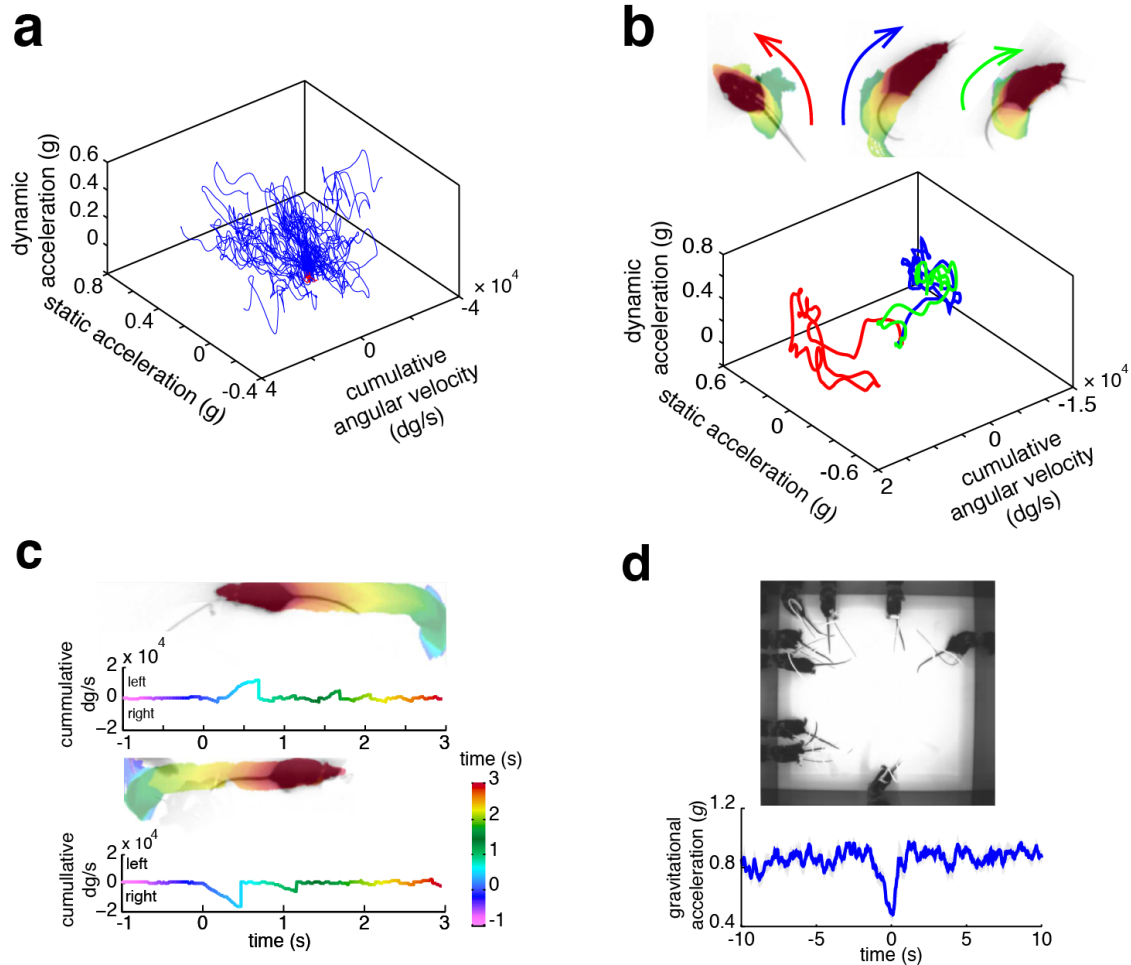 a
dynamic
acceleration (g)
0.6
0.4
0.2
0
0.8
0.4
0
-0.4
static acceleration (g)
4
0
-4
× 10⁴
cumulative
angular velocity
(dg/s)
b
dynamic
acceleration (g)
0.8
0.4
0
0.6
0
-0.6
static acceleration (g)
2
0
-1.5
× 10⁴
cumulative
angular velocity
(dg/s)
c
cummulative
dg/s
x 10⁴
2
0
−2
left
right
-1 0 1 2 3
cummulative
dg/s
x 10⁴
2
0
−2
left
right
-1 0 1 2 3
time (s)
time (s)
3
2
1
0
-1
d
gravitational
acceleration (g)
1.2
0.8
0.4
-10 -5 0 5 10
time (s)